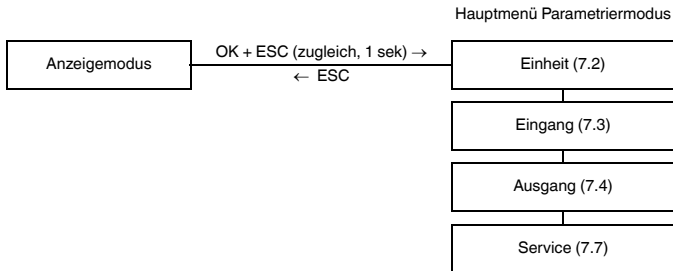 Hauptmenü Parametriermodus
Anzeigemodus
OK + ESC (zugleich, 1 sek) →
← ESC
Einheit (7.2)
Eingang (7.3)
Ausgang (7.4)
Service (7.7)